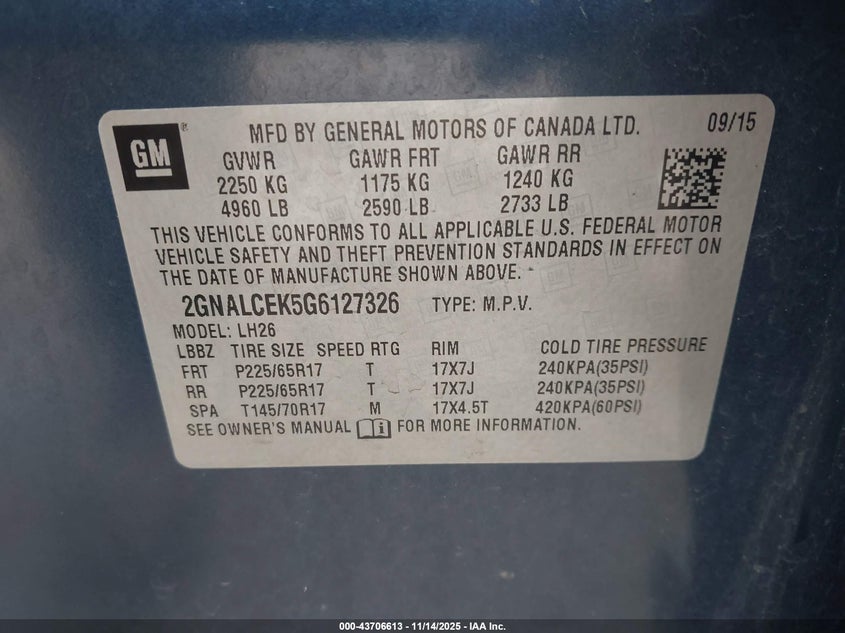 GM
MFD BY GENERAL MOTORS OF CANADA LTD. 09/15
GVWR GAWR FRT GAWR RR
2250 KG 1175 KG 1240 KG
4960 LB 2590 LB 2733 LB
THIS VEHICLE CONFORMS TO ALL APPLICABLE U.S. FEDERAL MOTOR
VEHICLE SAFETY AND THEFT PREVENTION STANDARDS IN EFFECT ON
THE DATE OF MANUFACTURE SHOWN ABOVE.
2GNALCEK5G6127326 TYPE: M.P.V.
MODEL: LH26
LBBZ TIRE SIZE SPEED RTG RIM COLD TIRE PRESSURE
FRT P225/65R17 T 17X7J 240KPA(35PSI)
RR P225/65R17 T 17X7J 240KPA(35PSI)
SPA T145/70R17 M 17X4.5T 420KPA(60PSI)
SEE OWNER'S MANUAL FOR MORE INFORMATION.
000-43706613 - 11/14/2025 - IAA Inc.